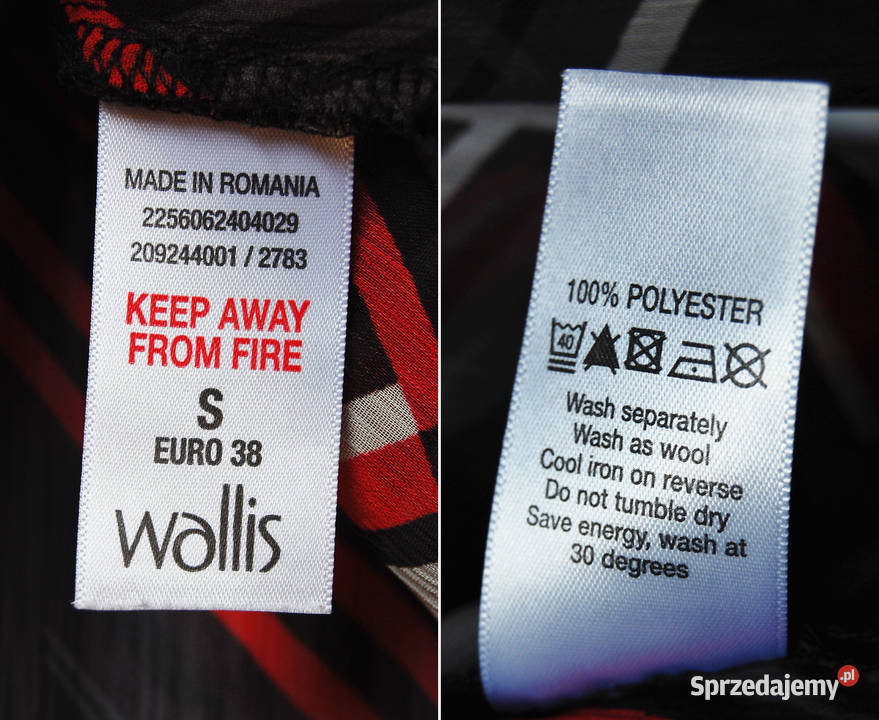 MADE IN ROMANIA
2256062404029
209244001 / 2783
KEEP AWAY
FROM FIRE
S
EURO 38
wallis
100% POLYESTER
40
Wash separately
Wash as wool
Cool iron on reverse
Do not tumble dry
Save energy, wash at
30 degrees
Sprzedajemy.pl